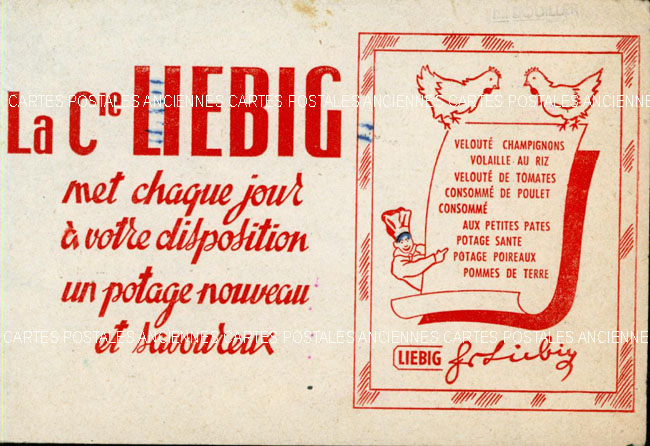 La Cie LIEBIG
met chaque jour
à votre disposition
un potage nouveau
et savoureux
VELOUTÉ CHAMPIGNONS
VOLAILLE AU RIZ
VELOUTÉ DE TOMATES
CONSOMMÉ DE POULET
CONSOMMÉ
AUX PETITES PATES
POTAGE SANTE
POTAGE POIREAUX
POMMES DE TERRE
LIEBIG
CARTES POSTALES ANCIENNES CARTES POSTALES ANCIENNES CARTES POSTALES ANCIENNES
CARTES POSTALES ANCIENNES CARTES POSTALES ANCIENNES CARTES POSTALES ANCIENNES